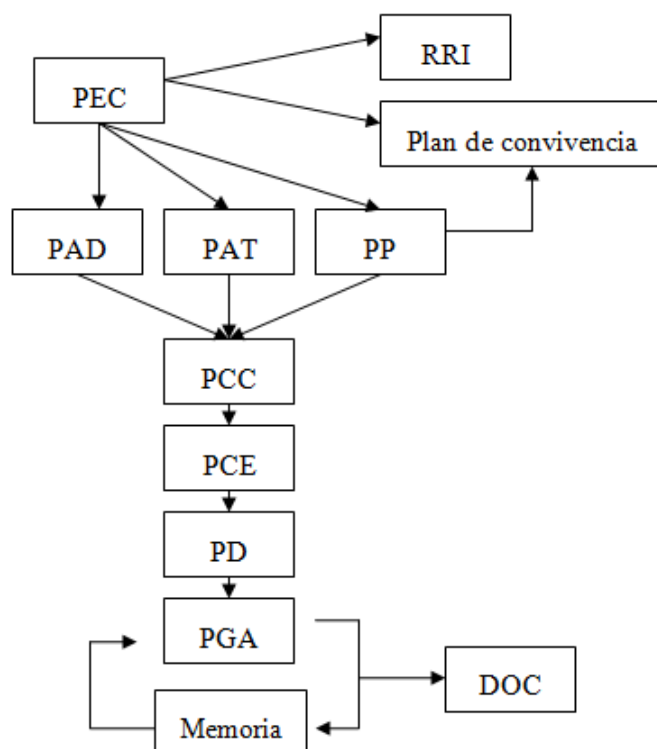 RRI
PEC
Plan de convivencia
PAD
PAT
PP
PCC
PCE
PD
PGA
DOC
Memoria